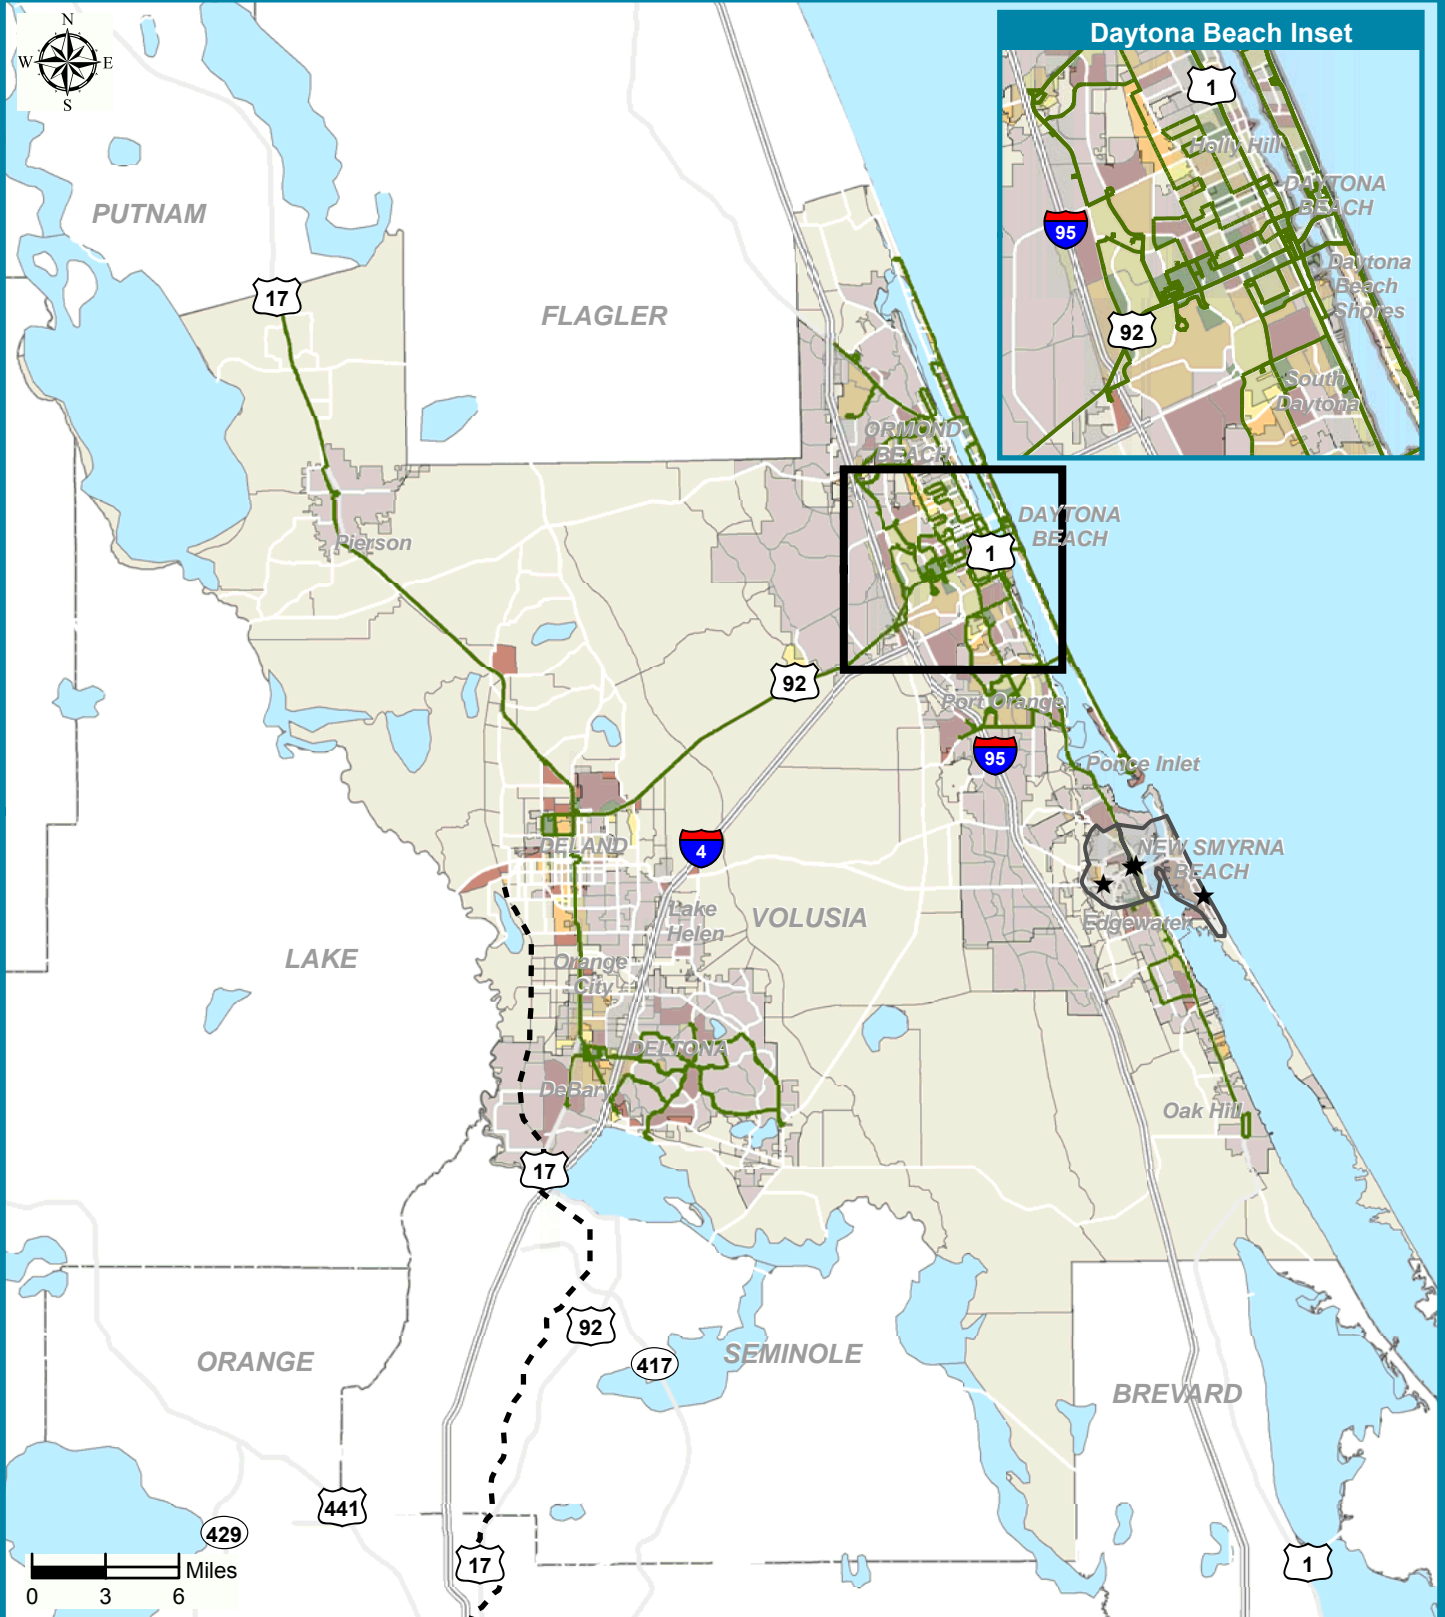 N
W
E
S
Daytona Beach Inset
1
Holly Hill
DAYTONA
BEACH
95
Daytona
Beach
Shores
92
South
Daytona
PUTNAM
17
FLAGLER
ORMOND
BEACH
DAYTONA
BEACH
1
Pierson
92
Port Orange
95
Ponce Inlet
DELAND
4
NEW SMYRNA
BEACH
Lake
Helen
VOLUSIA
Edgewater
LAKE
Orange
City
DELTONA
DeBary
Oak Hill
17
92
417
SEMINOLE
ORANGE
BREVARD
441
429
17
1
Miles
0
3
6